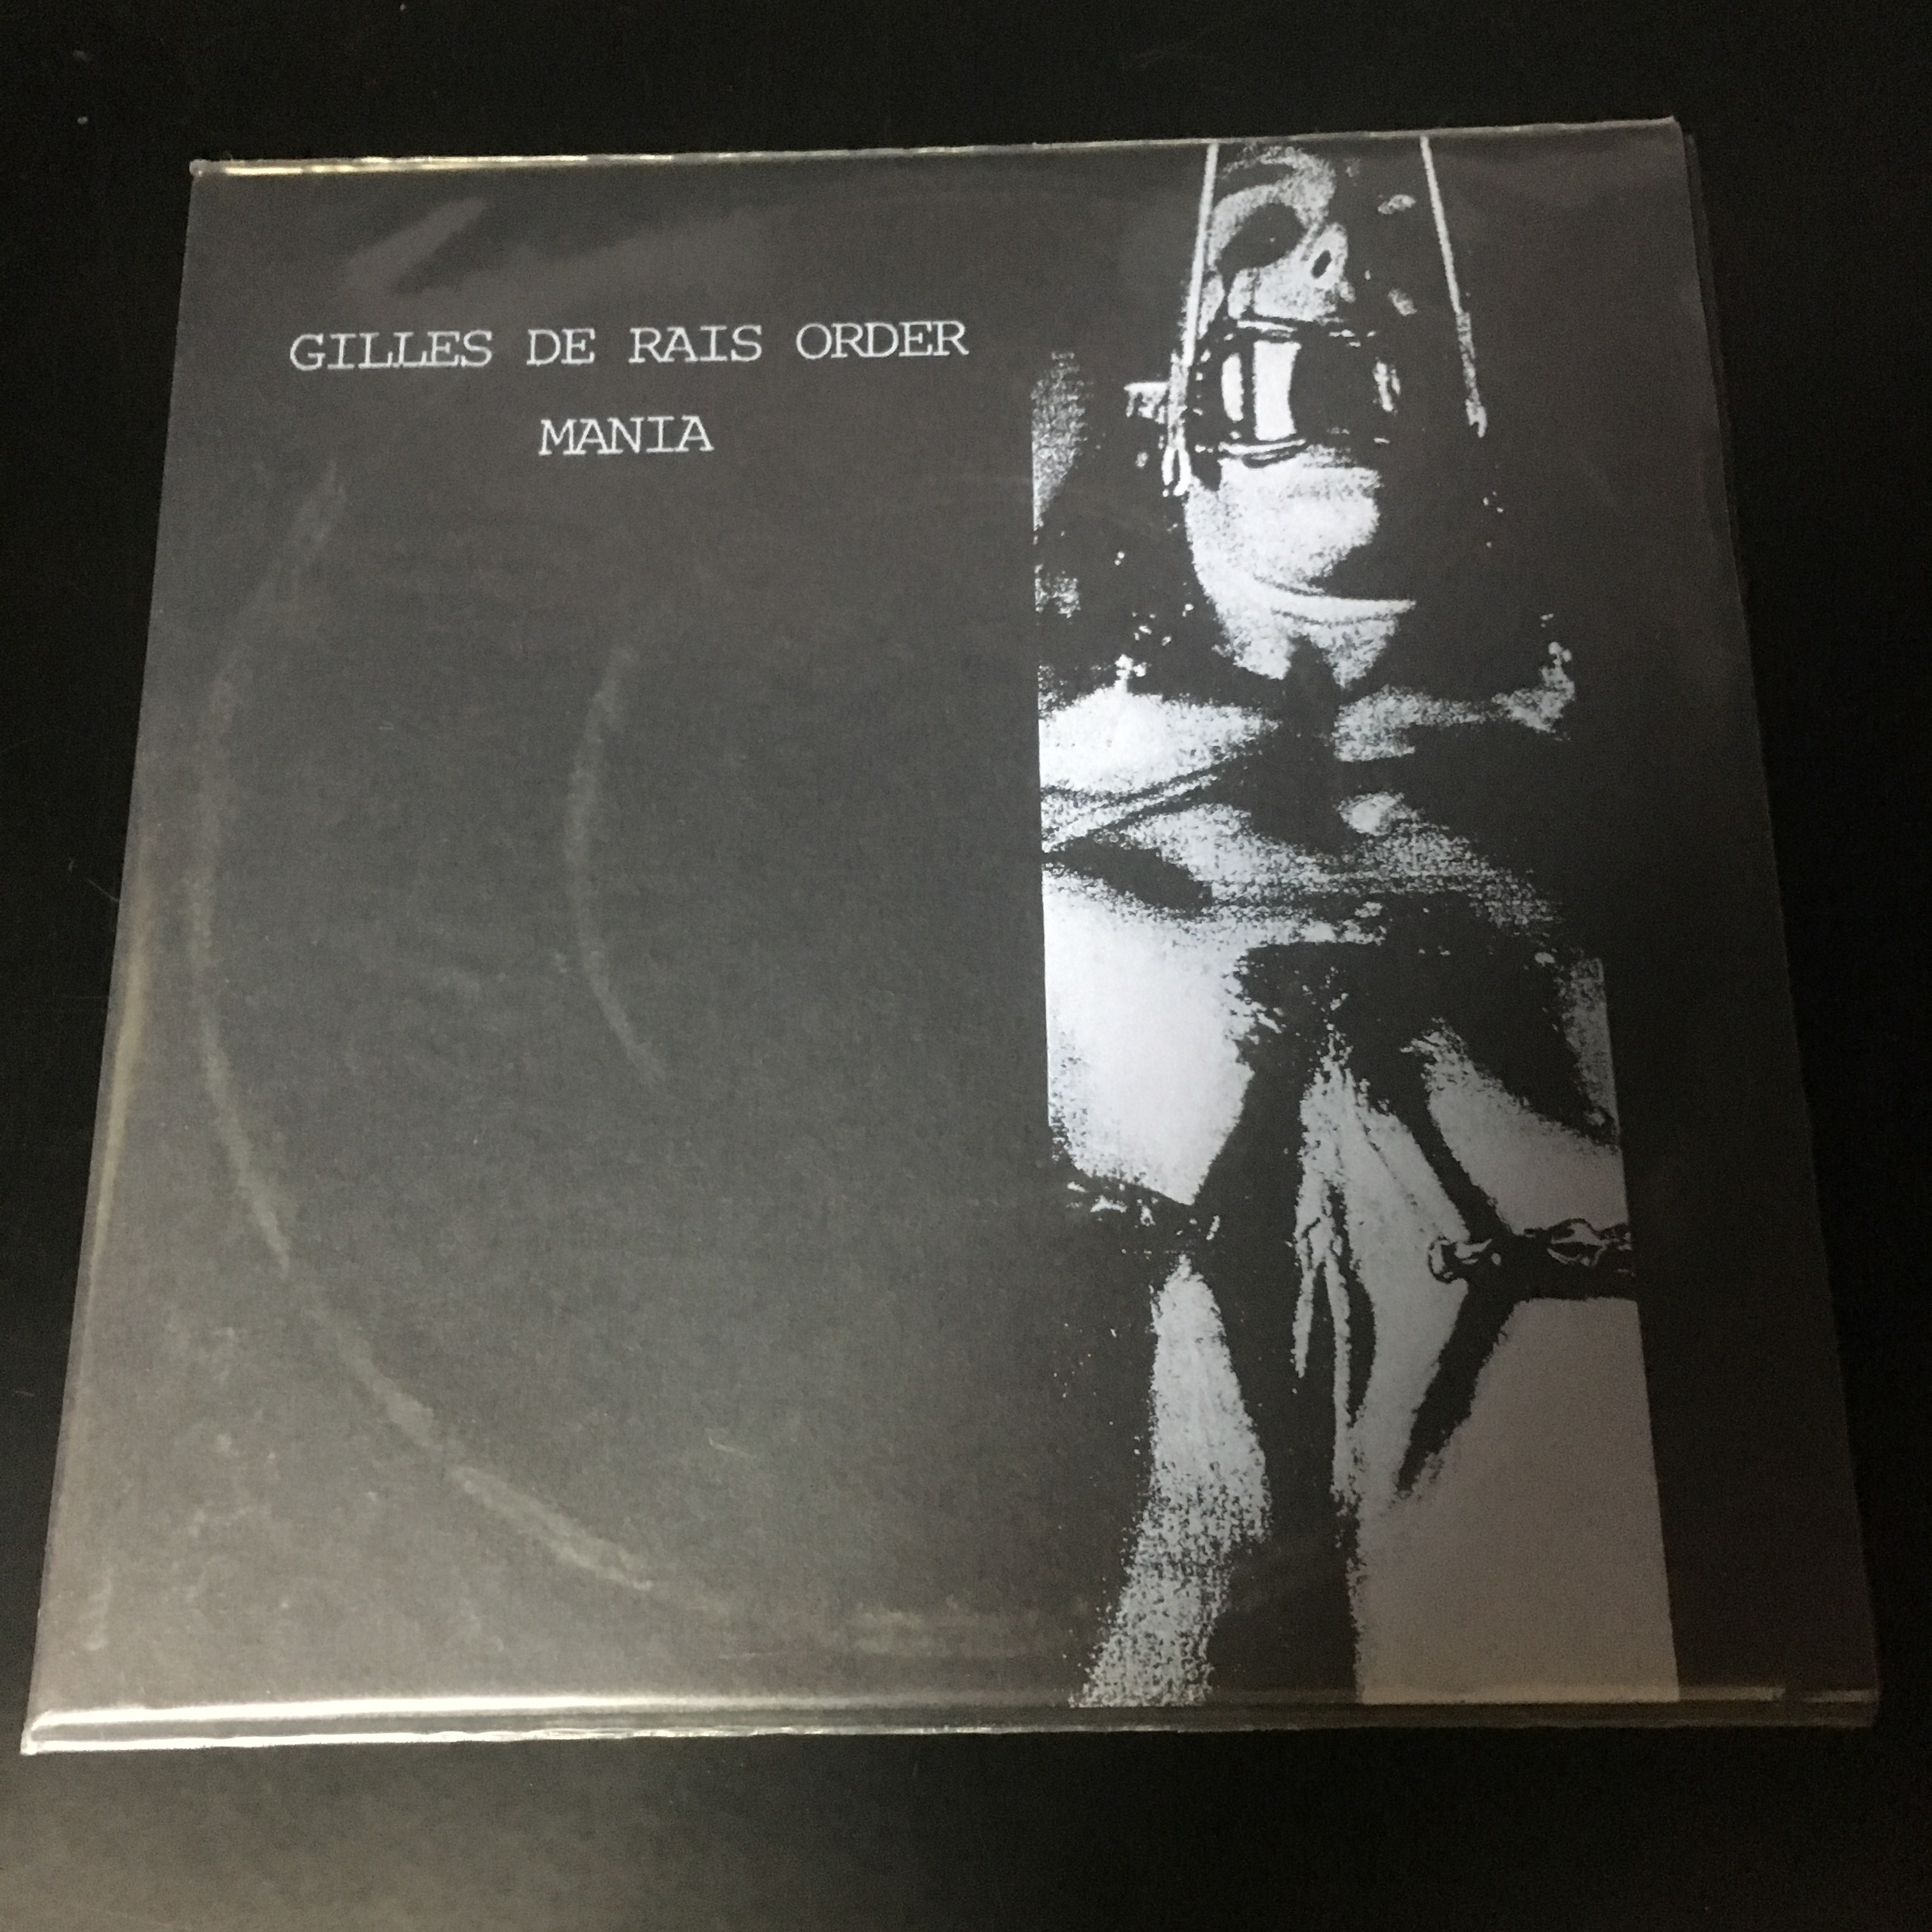 GILLES DE RAIS ORDER
MANIA